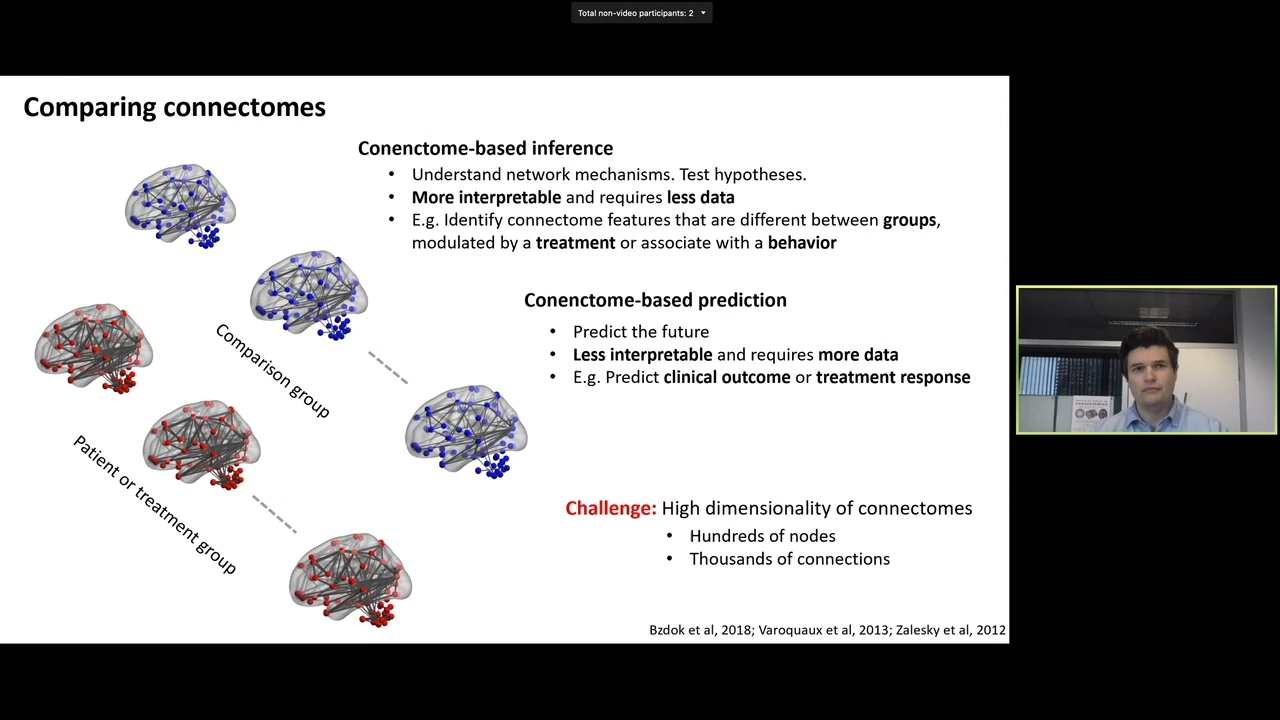 Total non-video participants: 2
Comparing connectomes
Conenctome-based inference
• Understand network mechanisms. Test hypotheses.
• More interpretable and requires less data
• E.g. Identify connectome features that are different between groups,
modulated by a treatment or associate with a behavior
Conenctome-based prediction
• Predict the future
• Less interpretable and requires more data
• E.g. Predict clinical outcome or treatment response
Comparison group
Patient or treatment group
Challenge: High dimensionality of connectomes
• Hundreds of nodes
• Thousands of connections
Bzdok et al, 2018; Varoquaux et al, 2013; Zalesky et al, 2012